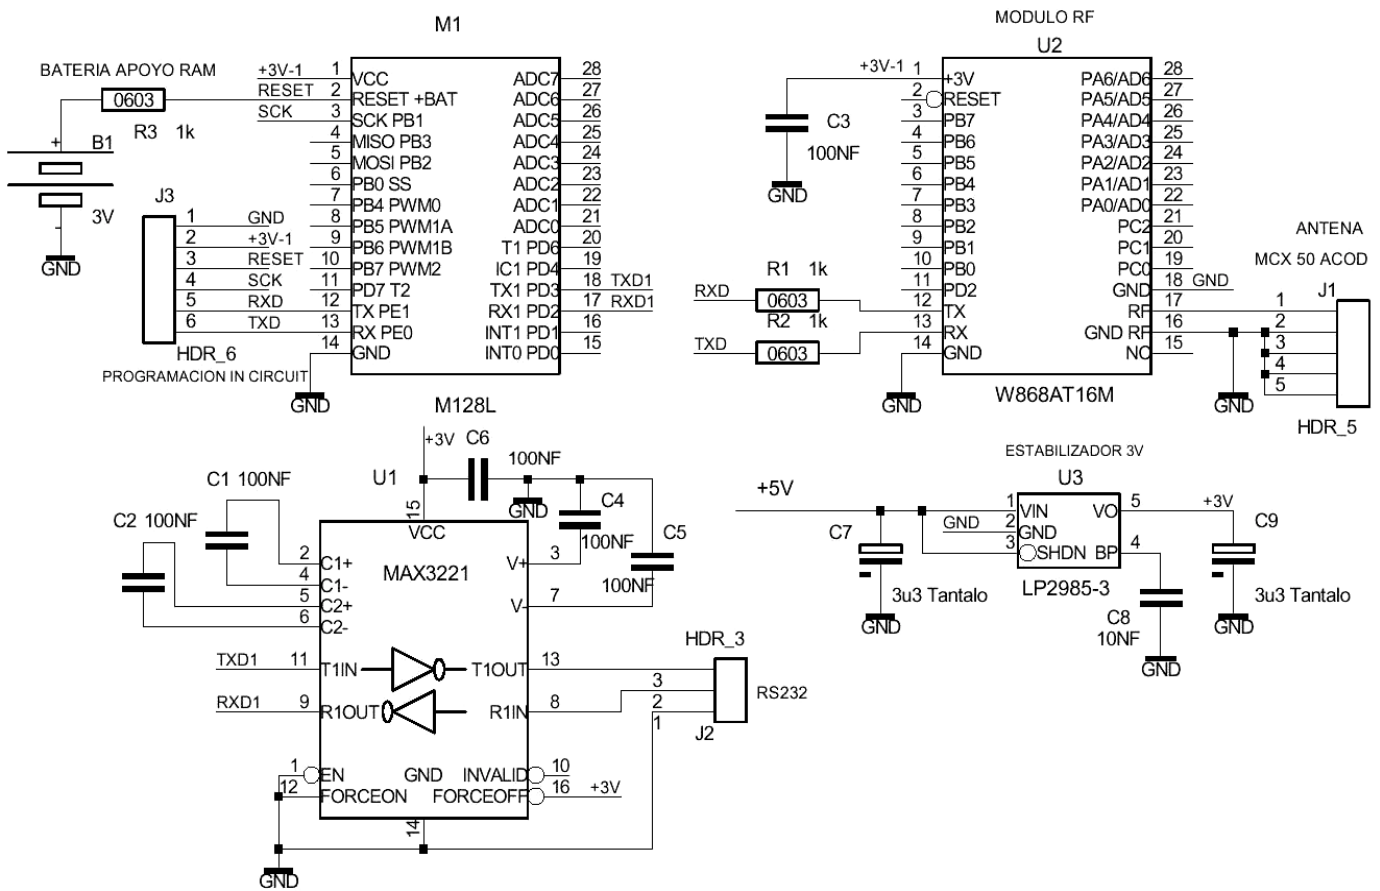 M1
BATERIA APOYO RAM
0603
R3 1k
+
B1
3V
-
GND
+3V-1 1 VCC
RESET 2 RESET +BAT
SCK 3 SCK PB1
4 MISO PB3
5 MOSI PB2
6 PB0 SS
7 PB4 PWM0
8 PB5 PWM1A
9 PB6 PWM1B
10 PB7 PWM2
11 PD7 T2
12 TX PE1
13 RX PE0
14 GND
ADC7 28
ADC6 27
ADC5 26
ADC4 25
ADC3 24
ADC2 23
ADC1 22
ADC0 21
T1 PD6 20
IC1 PD4 19
TX1 PD3 18 TXD1
RX1 PD2 17 RXD1
INT1 PD1 16
INT0 PD0 15
GND
M128L
J3
1 GND
2 +3V-1
3 RESET
4 SCK
5 RXD
6 TXD
HDR_6
PROGRAMACION IN CIRCUIT
MODULO RF
U2
+3V-1 1 +3V
2 RESET
3 PB7
4 PB6
5 PB5
6 PB4
7 PB3
8 PB2
9 PB1
10 PB0
11 PD2
12 TX
13 RX
14 GND
PA6/AD6 28
PA5/AD5 27
PA4/AD4 26
PA3/AD3 25
PA2/AD2 24
PA1/AD1 23
PA0/AD0 22
PC2 21
PC1 20
PC0 19
GND 18 GND
RF 17
GND RF 16
NC 15
W868AT16M
C3
100NF
GND
R1 1k
RXD 0603
R2 1k
TXD 0603
GND
ANTENA
MCX 50 ACOD
J1
1
2
3
4
5
GND
HDR_5
+3V
C6
100NF
U1
C1 100NF
C2 100NF
GND
C4
100NF
C5
100NF
15
VCC
MAX3221
2 C1+
4 C1-
5 C2+
6 C2-
V+ 3
V- 7
TXD1 11 T1IN
T1OUT 13
RXD1 9 R1OUT
R1IN 8
1 EN
GND
INVALID 10
12 FORCEON
FORCEOFF 16 +3V
14
GND
HDR_3
3
2
1
RS232
J2
ESTABILIZADOR 3V
U3
+5V
1 VIN
GND 2 GND
3 SHDN
VO 5 +3V
BP 4
LP2985-3
C7
3u3 Tantalo
GND
C8
10NF
GND
C9
3u3 Tantalo
GND